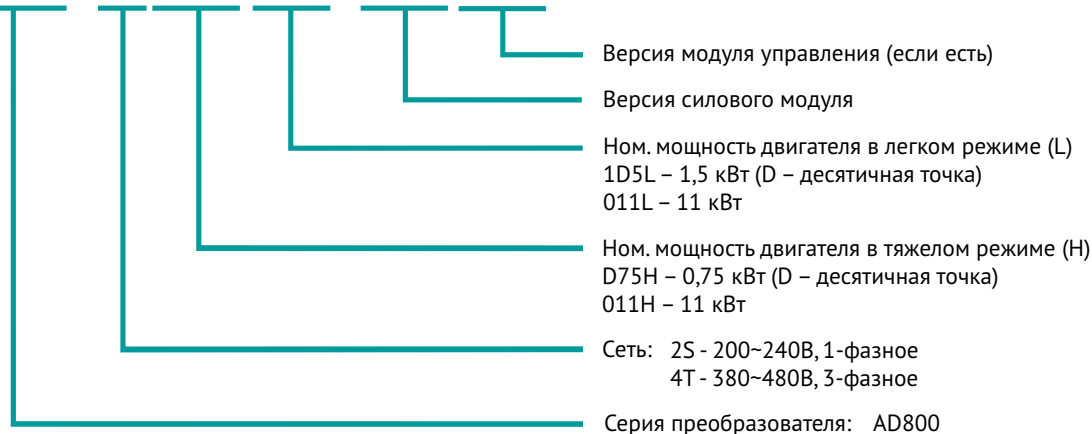 Версия модуля управления (если есть)
Версия силового модуля
Ном. мощность двигателя в легком режиме (L)
1D5L – 1,5 кВт (D – десятичная точка)
011L – 11 кВт
Ном. мощность двигателя в тяжелом режиме (H)
D75H – 0,75 кВт (D – десятичная точка)
011H – 11 кВт
Сеть: 2S - 200~240В, 1-фазное
4T - 380~480В, 3-фазное
Серия преобразователя: AD800